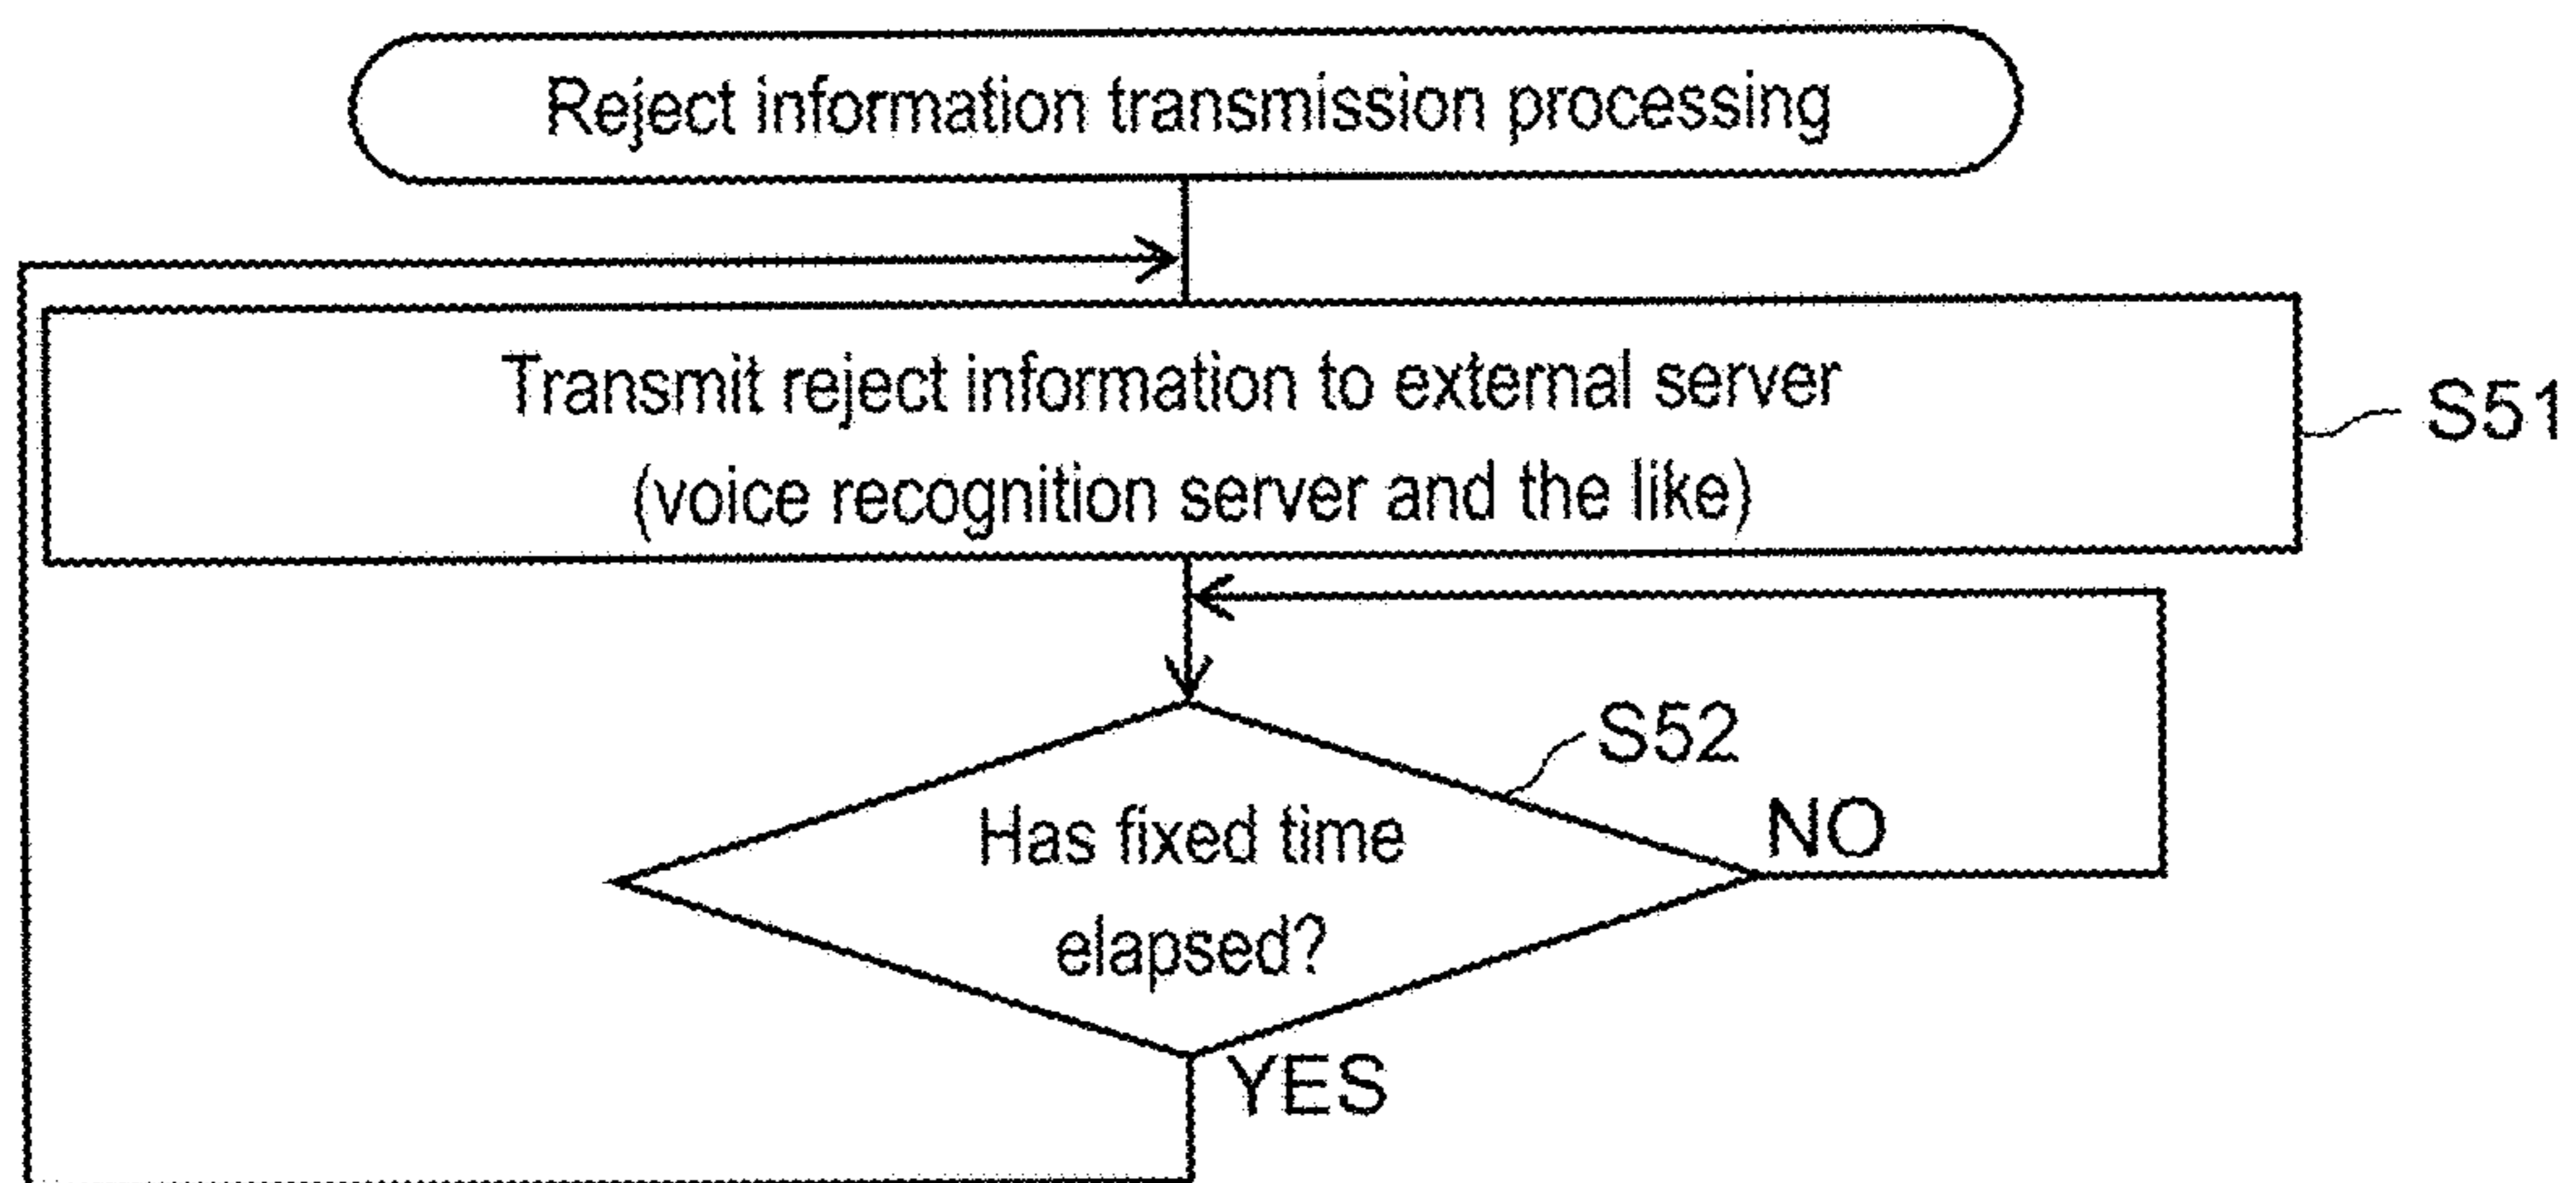 Reject information transmission processing
Transmit reject information to external server
(voice recognition server and the like)
S51
S52
Has fixed time
elapsed?
NO
YES